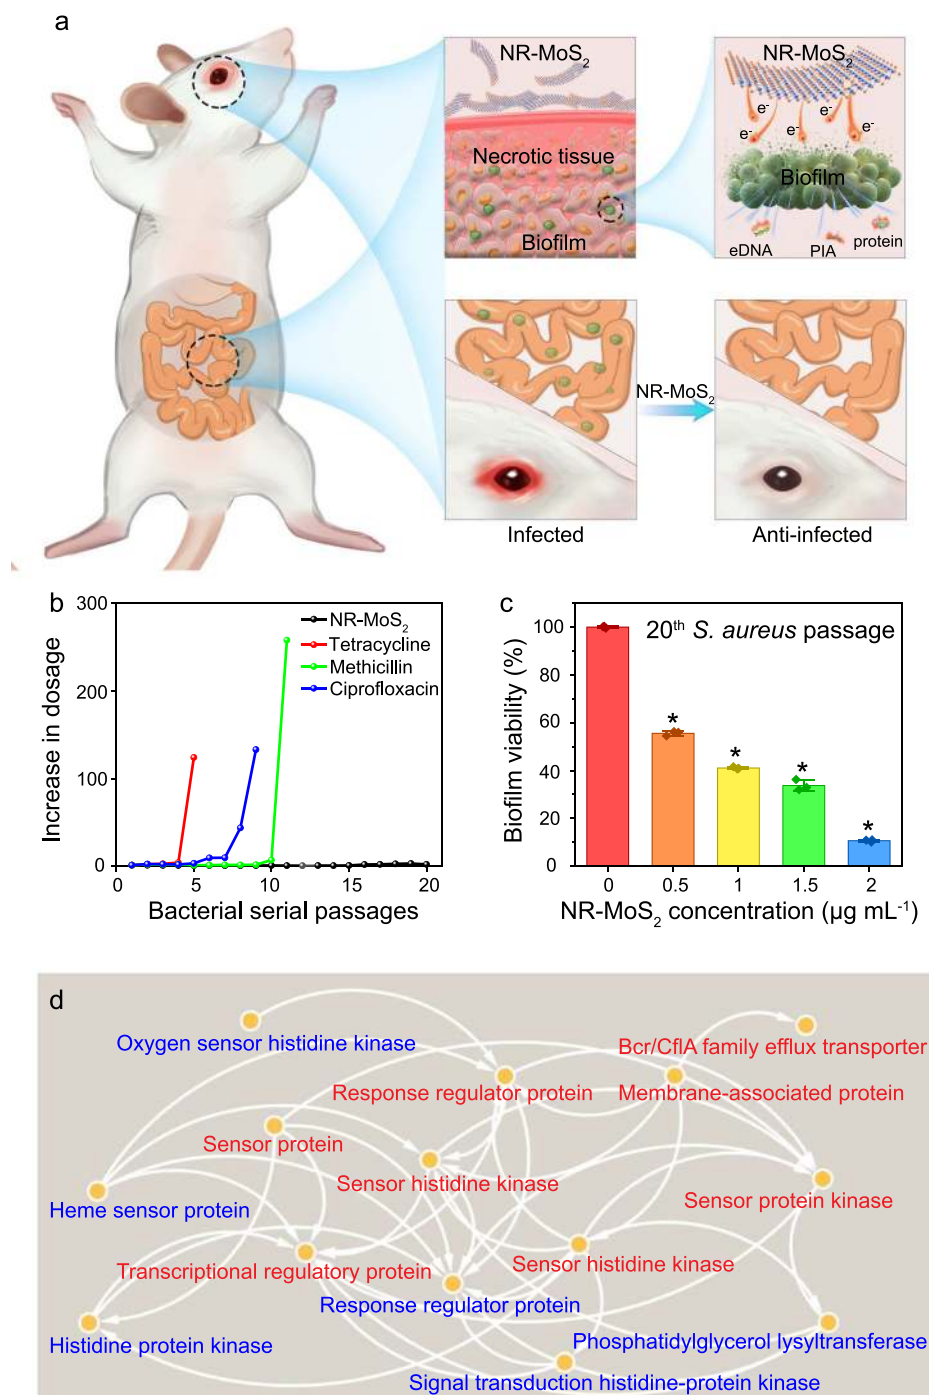 a
NR-MoS₂
Necrotic tissue
Biofilm
NR-MoS₂
e⁻
e⁻
e⁻
e⁻
e⁻
Biofilm
eDNA
PIA
protein
NR-MoS₂
Infected
Anti-infected
b
300
200
100
0
Increase in dosage
NR-MoS₂
Tetracycline
Methicillin
Ciprofloxacin
0 5 10 15 20
Bacterial serial passages
c
100
80
60
40
20
0
Biofilm viability (%)
20th S. aureus passage
* * * *
0 0.5 1 1.5 2
NR-MoS₂ concentration (µg mL⁻¹)
d
Oxygen sensor histidine kinase
Bcr/CflA family efflux transporter
Response regulator protein
Membrane-associated protein
Sensor protein
Sensor histidine kinase
Sensor protein kinase
Heme sensor protein
Transcriptional regulatory protein
Sensor histidine kinase
Response regulator protein
Histidine protein kinase
Phosphatidylglycerol lysyltransferase
Signal transduction histidine-protein kinase